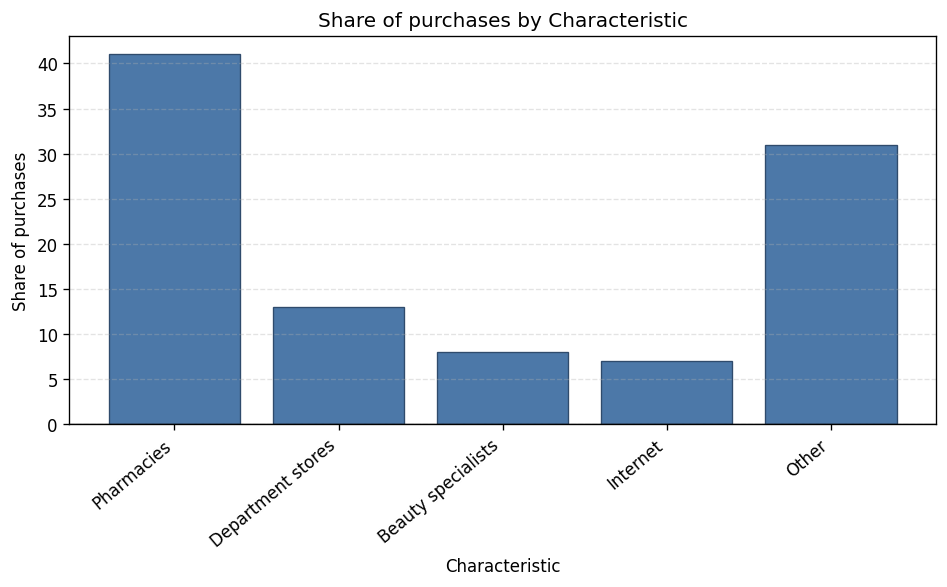 Share of purchases by Characteristic
Share of purchases
40
35
30
25
20
15
10
5
0
Pharmacies
Department stores
Beauty specialists
Internet
Other
Characteristic